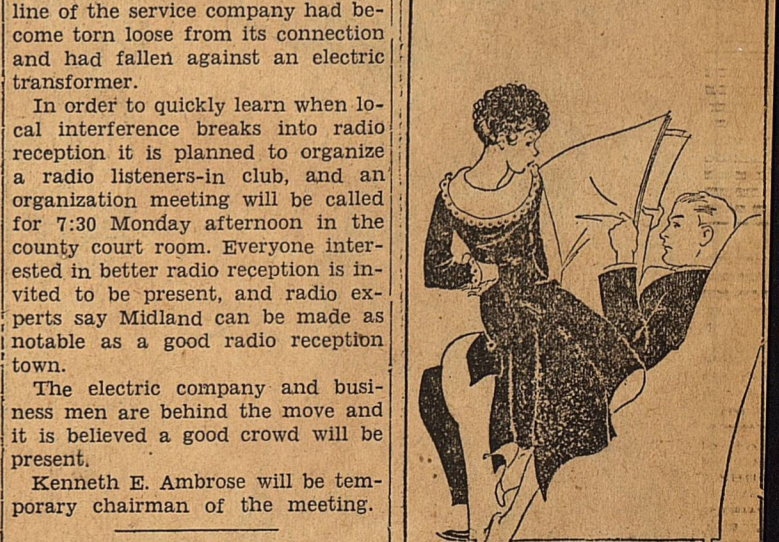 line of the service company had be-
come torn loose from its connection
and had fallen against an electric
transformer.
In order to quickly learn when lo-
cal interference breaks into radio
reception it is planned to organize
a radio listeners-in club, and an
organization meeting will be called
for 7:30 Monday afternoon in the
county court room. Everyone inter-
ested in better radio reception is in-
vited to be present, and radio ex-
perts say Midland can be made as
notable as a good radio reception
town.
The electric company and busi-
ness men are behind the move and
it is believed a good crowd will be
present.
Kenneth E. Ambrose will be tem-
porary chairman of the meeting.